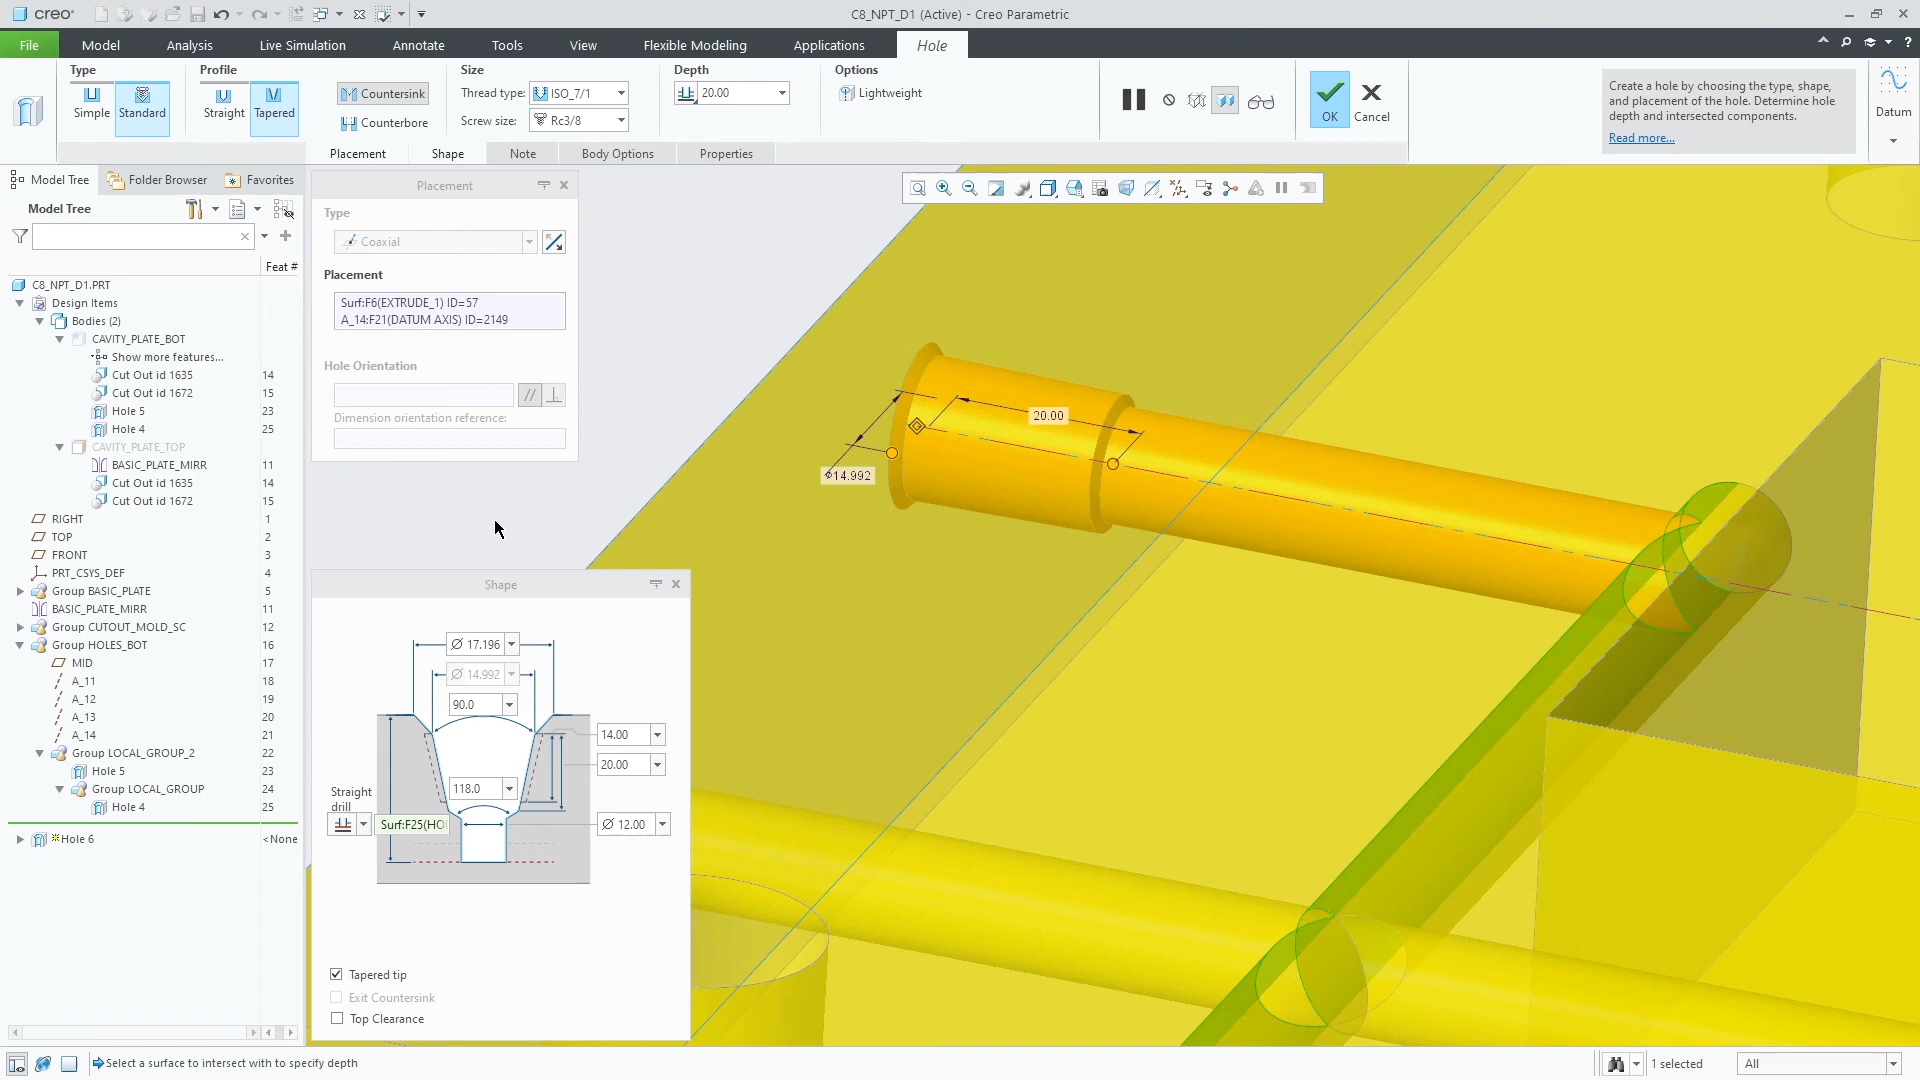 creo
C8_NPT_D1 (Active) - Creo Parametric
File
Model
Analysis
Live Simulation
Annotate
Tools
View
Flexible Modeling
Applications
Hole
Type
Simple
Standard
Profile
Straight
Tapered
Countersink
Counterbore
Size
Thread type:
ISO_7/1
Screw size:
Rc3/8
Depth
20.00
Options
Lightweight
OK
Cancel
Create a hole by choosing the type, shape,
and placement of the hole. Determine hole
depth and intersected components.
Read more...
Datum
Placement
Shape
Note
Body Options
Properties
Model Tree
Folder Browser
Favorites
Model Tree
Feat #
C8_NPT_D1.PRT
Design Items
Bodies (2)
CAVITY_PLATE_BOT
Show more features...
Cut Out id 1635 14
Cut Out id 1672 15
Hole 5 23
Hole 4 25
CAVITY_PLATE_TOP
BASIC_PLATE_MIRR 11
Cut Out id 1635 14
Cut Out id 1672 15
RIGHT 1
TOP 2
FRONT 3
PRT_CSYS_DEF 4
Group BASIC_PLATE 5
BASIC_PLATE_MIRR 11
Group CUTOUT_MOLD_SC 12
Group HOLES_BOT 16
MID 17
A_11 18
A_12 19
A_13 20
A_14 21
Group LOCAL_GROUP_2 22
Hole 5 23
Group LOCAL_GROUP 24
Hole 4 25
Hole 6 <None
Placement
Type
Coaxial
Placement
Surf:F6(EXTRUDE_1) ID=57
A_14:F21(DATUM AXIS) ID=2149
Hole Orientation
Dimension orientation reference:
Shape
Ø 17.196
Ø 14.992
90.0
14.00
20.00
118.0
Straight
drill
Surf:F25(HO
Ø 12.00
Tapered tip
Exit Countersink
Top Clearance
20.00
Ø14.992
Select a surface to intersect with to specify depth
1 selected
All